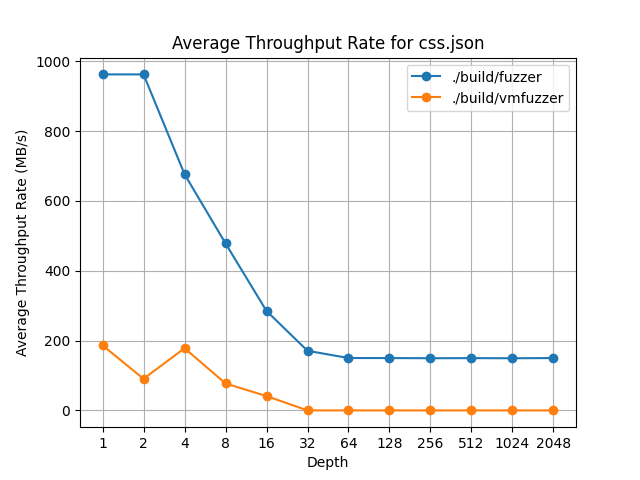 Average Throughput Rate for css.json
./build/fuzzer
./build/vmfuzzer
Average Throughput Rate (MB/s)
1000
800
600
400
200
0
1 2 4 8 16 32 64 128 256 512 1024 2048
Depth